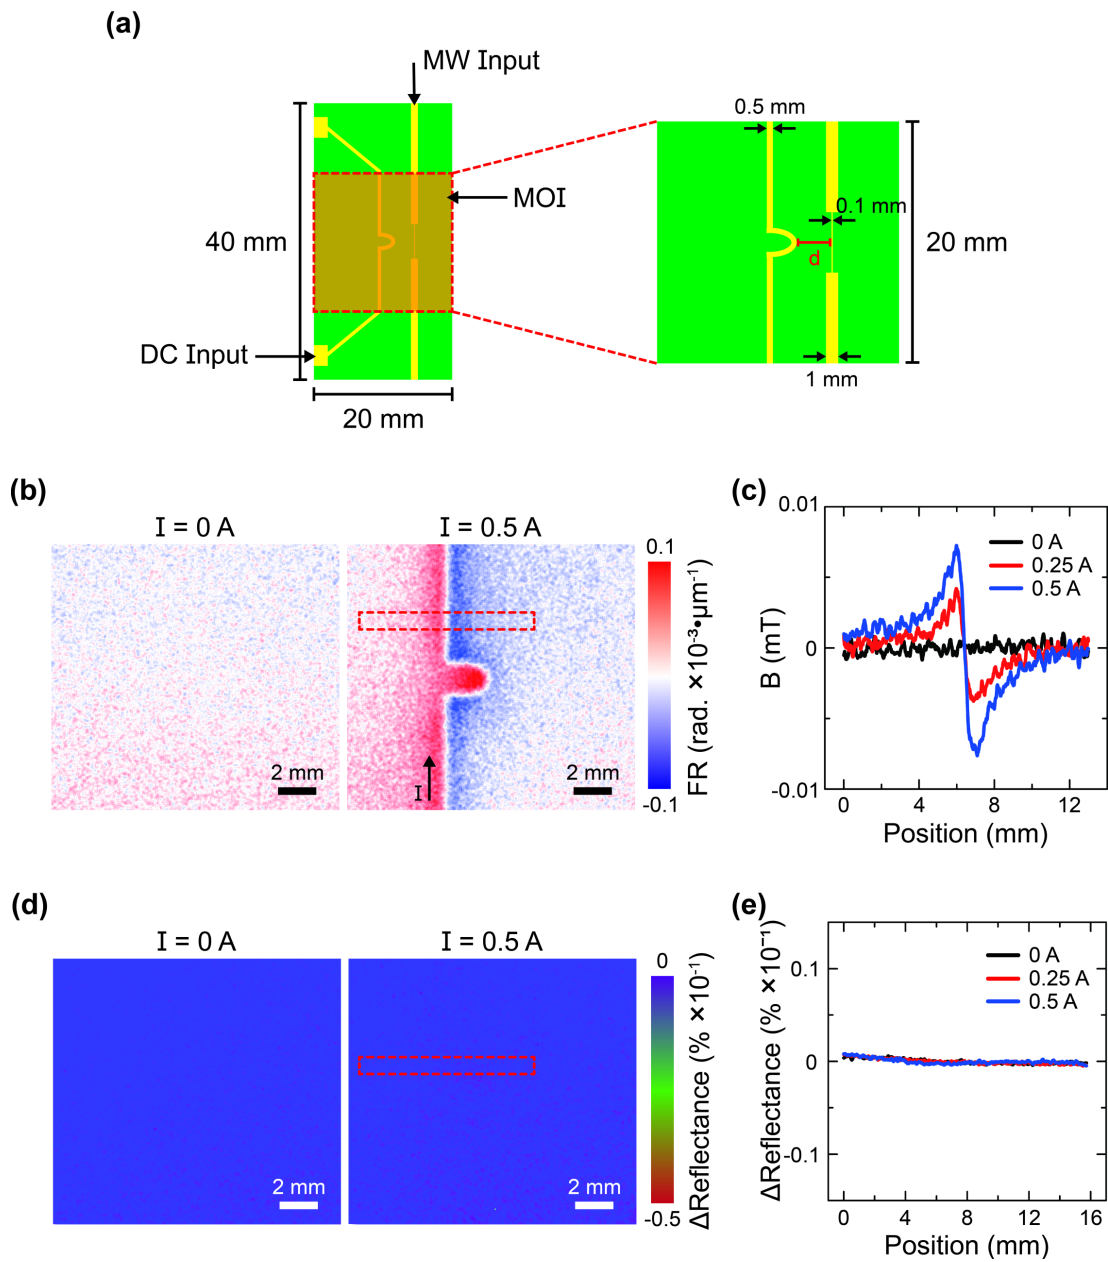 (a)
MW Input
MOI
40 mm
DC Input
20 mm
0.5 mm
0.1 mm
d
20 mm
1 mm
(b)
I = 0 A
I = 0.5 A
2 mm
I
2 mm
0.1
-0.1
FR (rad. ×10⁻³•μm⁻¹)
(c)
0.01
0
-0.01
B (mT)
0 A
0.25 A
0.5 A
0 4 8 12
Position (mm)
(d)
I = 0 A
I = 0.5 A
2 mm
2 mm
0
-0.5
ΔReflectance (% ×10⁻¹)
(e)
0.1
0
-0.1
ΔReflectance (% ×10⁻¹)
0 A
0.25 A
0.5 A
0 4 8 12 16
Position (mm)